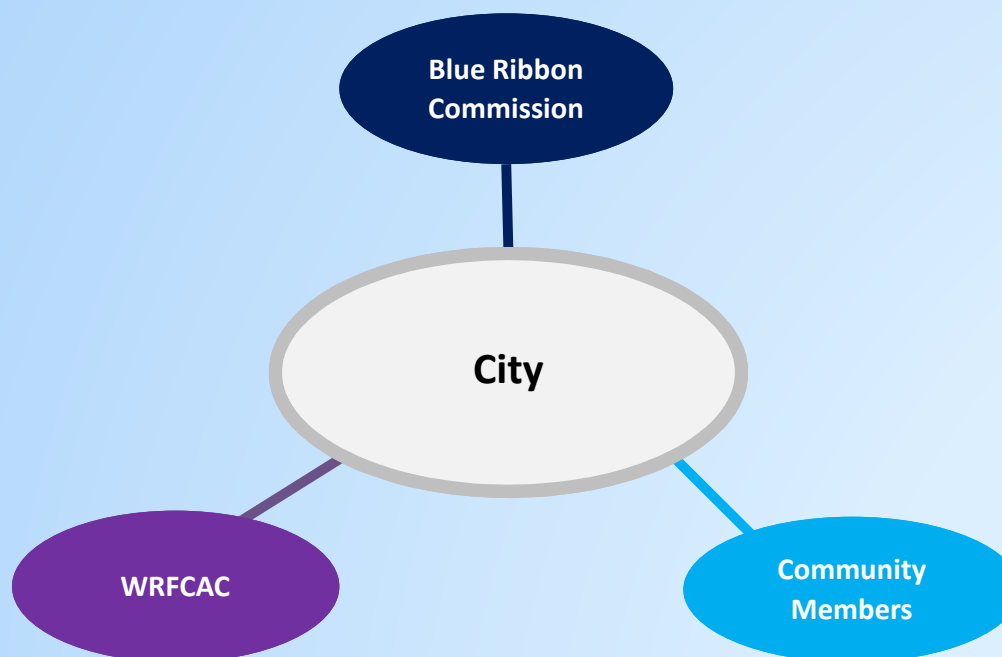 Blue Ribbon
Commission
City
WRFCAC
Community
Members